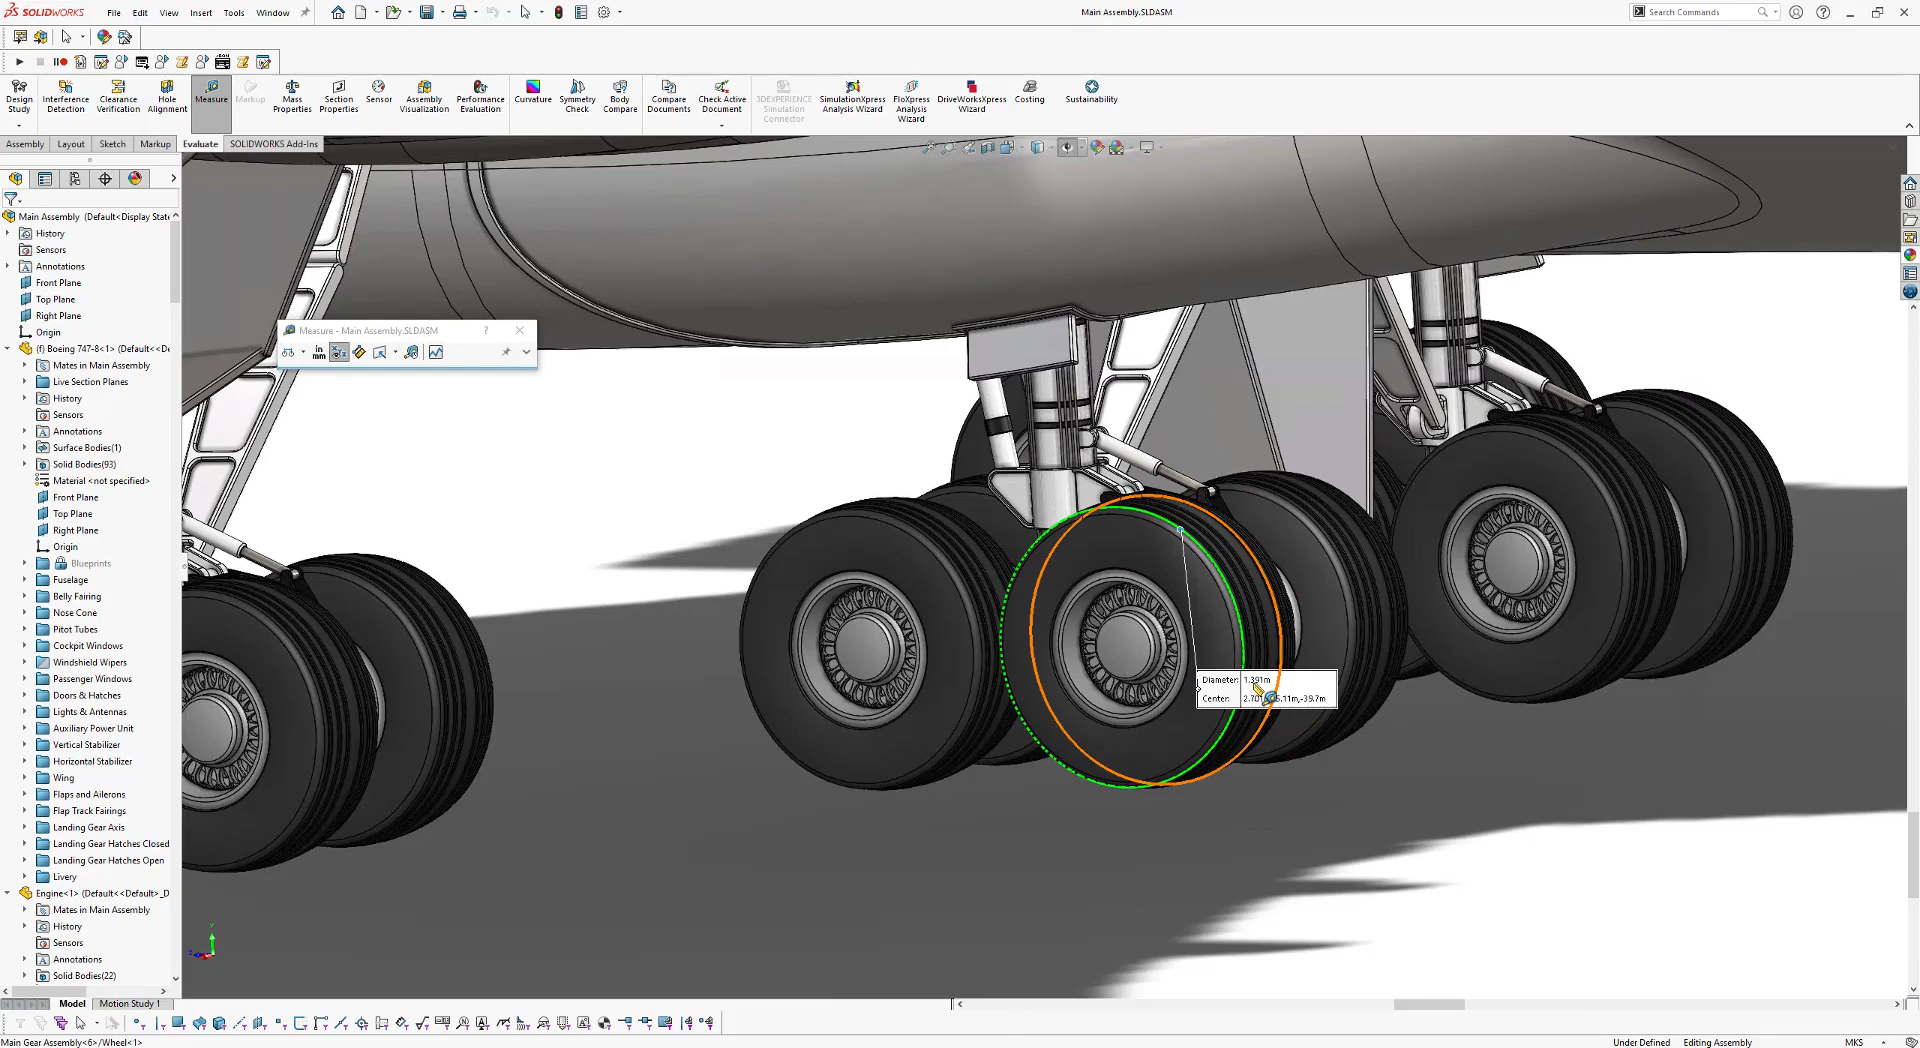 SOLIDWORKS File Edit View Insert Tools Window Main Assembly.SLDASM Search Commands
Design Study
Interference Detection
Clearance Verification
Hole Alignment
Measure
Markup
Mass Properties
Section Properties
Sensor
Assembly Visualization
Performance Evaluation
Curvature
Symmetry Check
Body Compare
Compare Documents
Check Active Document
3DEXPERIENCE Simulation Connector
SimulationXpress Analysis Wizard
FloXpress Analysis Wizard
DriveWorksXpress Wizard
Costing
Sustainability
Assembly Layout Sketch Markup Evaluate SOLIDWORKS Add-Ins
Main Assembly (Default<Display State
History
Sensors
Annotations
Front Plane
Top Plane
Right Plane
Origin
(f) Boeing 747-8<1> (Default<<De
Mates in Main Assembly
Live Section Planes
History
Sensors
Annotations
Surface Bodies(1)
Solid Bodies(93)
Material <not specified>
Front Plane
Top Plane
Right Plane
Origin
Blueprints
Fuselage
Belly Fairing
Nose Cone
Pitot Tubes
Cockpit Windows
Windshield Wipers
Passenger Windows
Doors & Hatches
Lights & Antennas
Auxiliary Power Unit
Vertical Stabilizer
Horizontal Stabilizer
Wing
Flaps and Ailerons
Flap Track Fairings
Landing Gear Axis
Landing Gear Hatches Closed
Landing Gear Hatches Open
Livery
Engine<1> (Default<<Default>_D
Mates in Main Assembly
History
Sensors
Annotations
Solid Bodies(22)
Measure - Main Assembly.SLDASM
in
mm
Diameter: 1.391m
Center: 5.11m,-39.7m
Y
Z
Model Motion Study 1
Main Gear Assembly<6>/Wheel<1> Under Defined Editing Assembly MKS